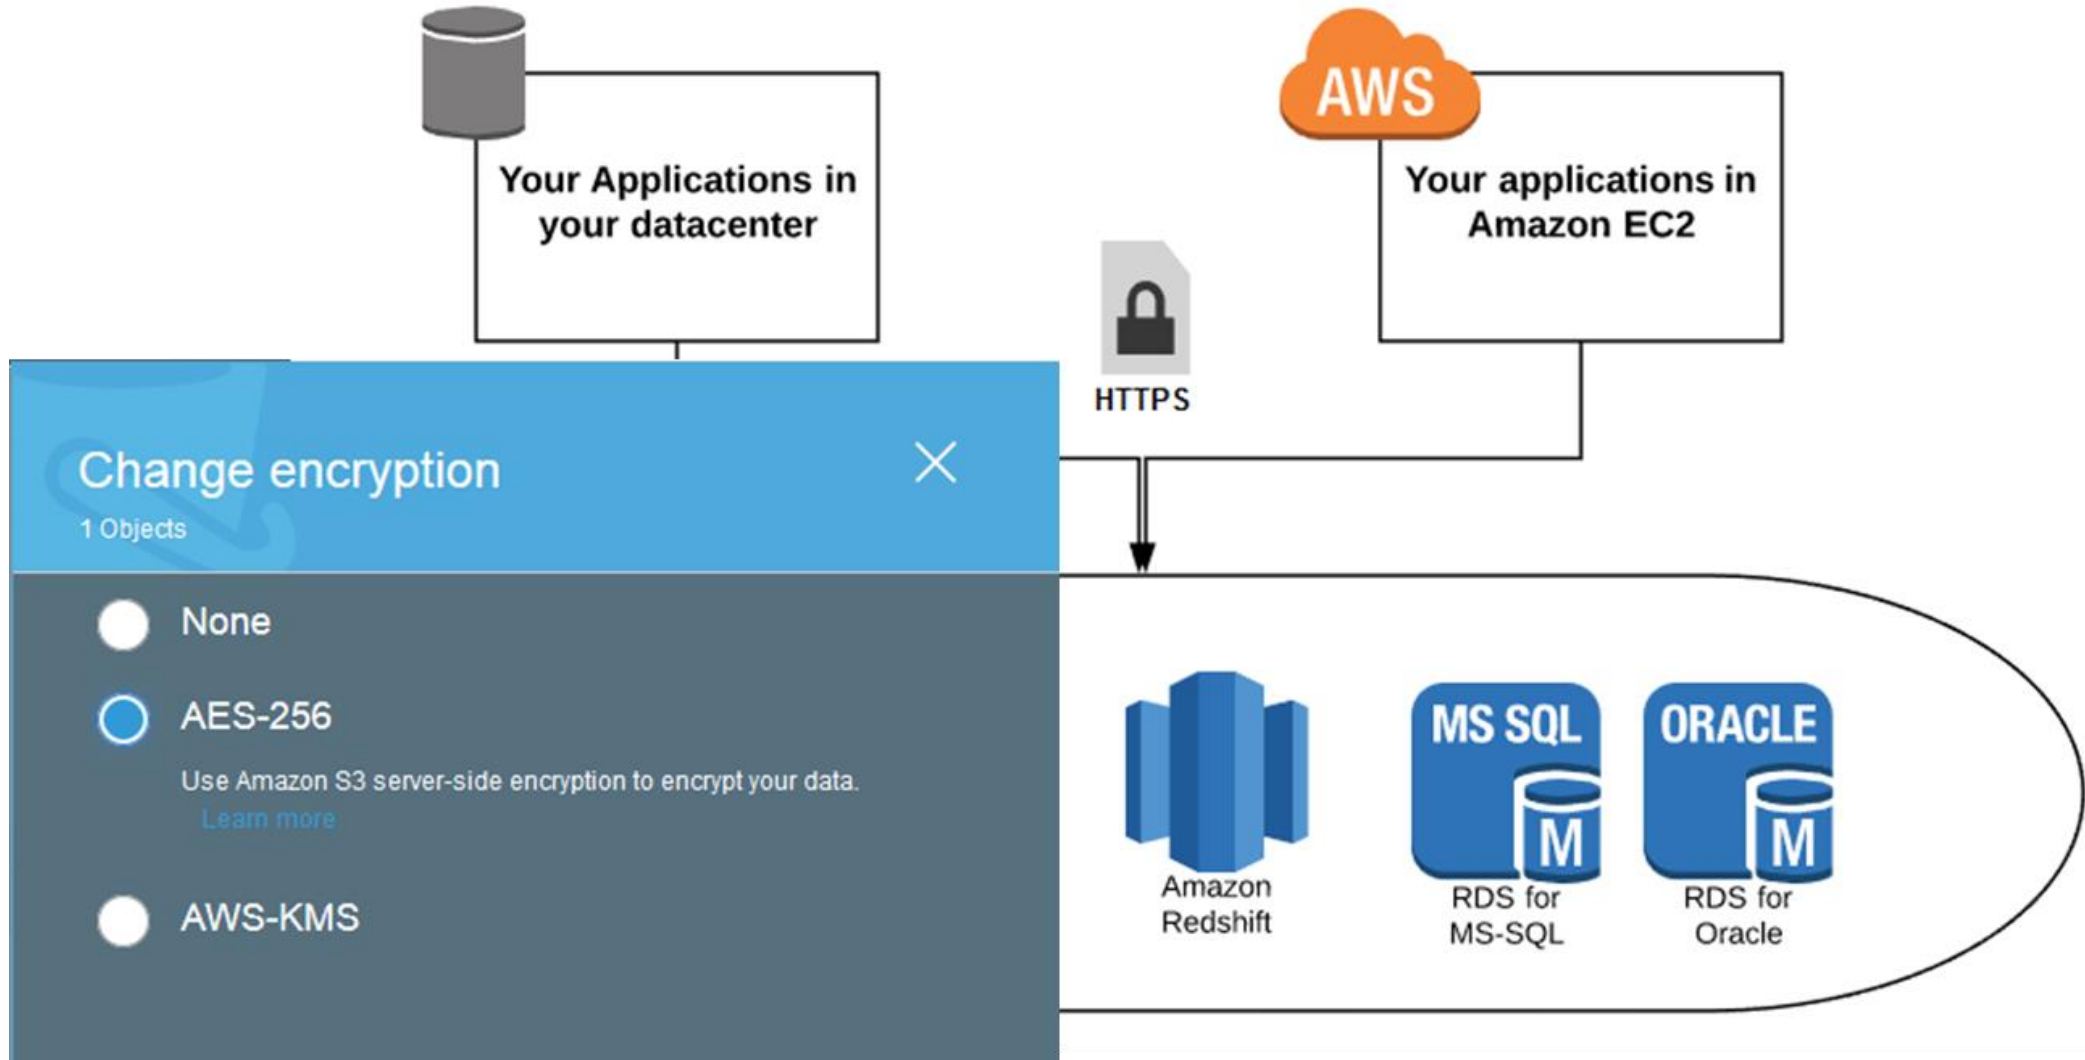 AWS
Your Applications in
your datacenter
Your applications in
Amazon EC2
HTTPS
Change encryption
1 Objects
None
AES-256
Use Amazon S3 server-side encryption to encrypt your data.
Learn more
AWS-KMS
Amazon
Redshift
MS SQL
M
RDS for
MS-SQL
ORACLE
M
RDS for
Oracle